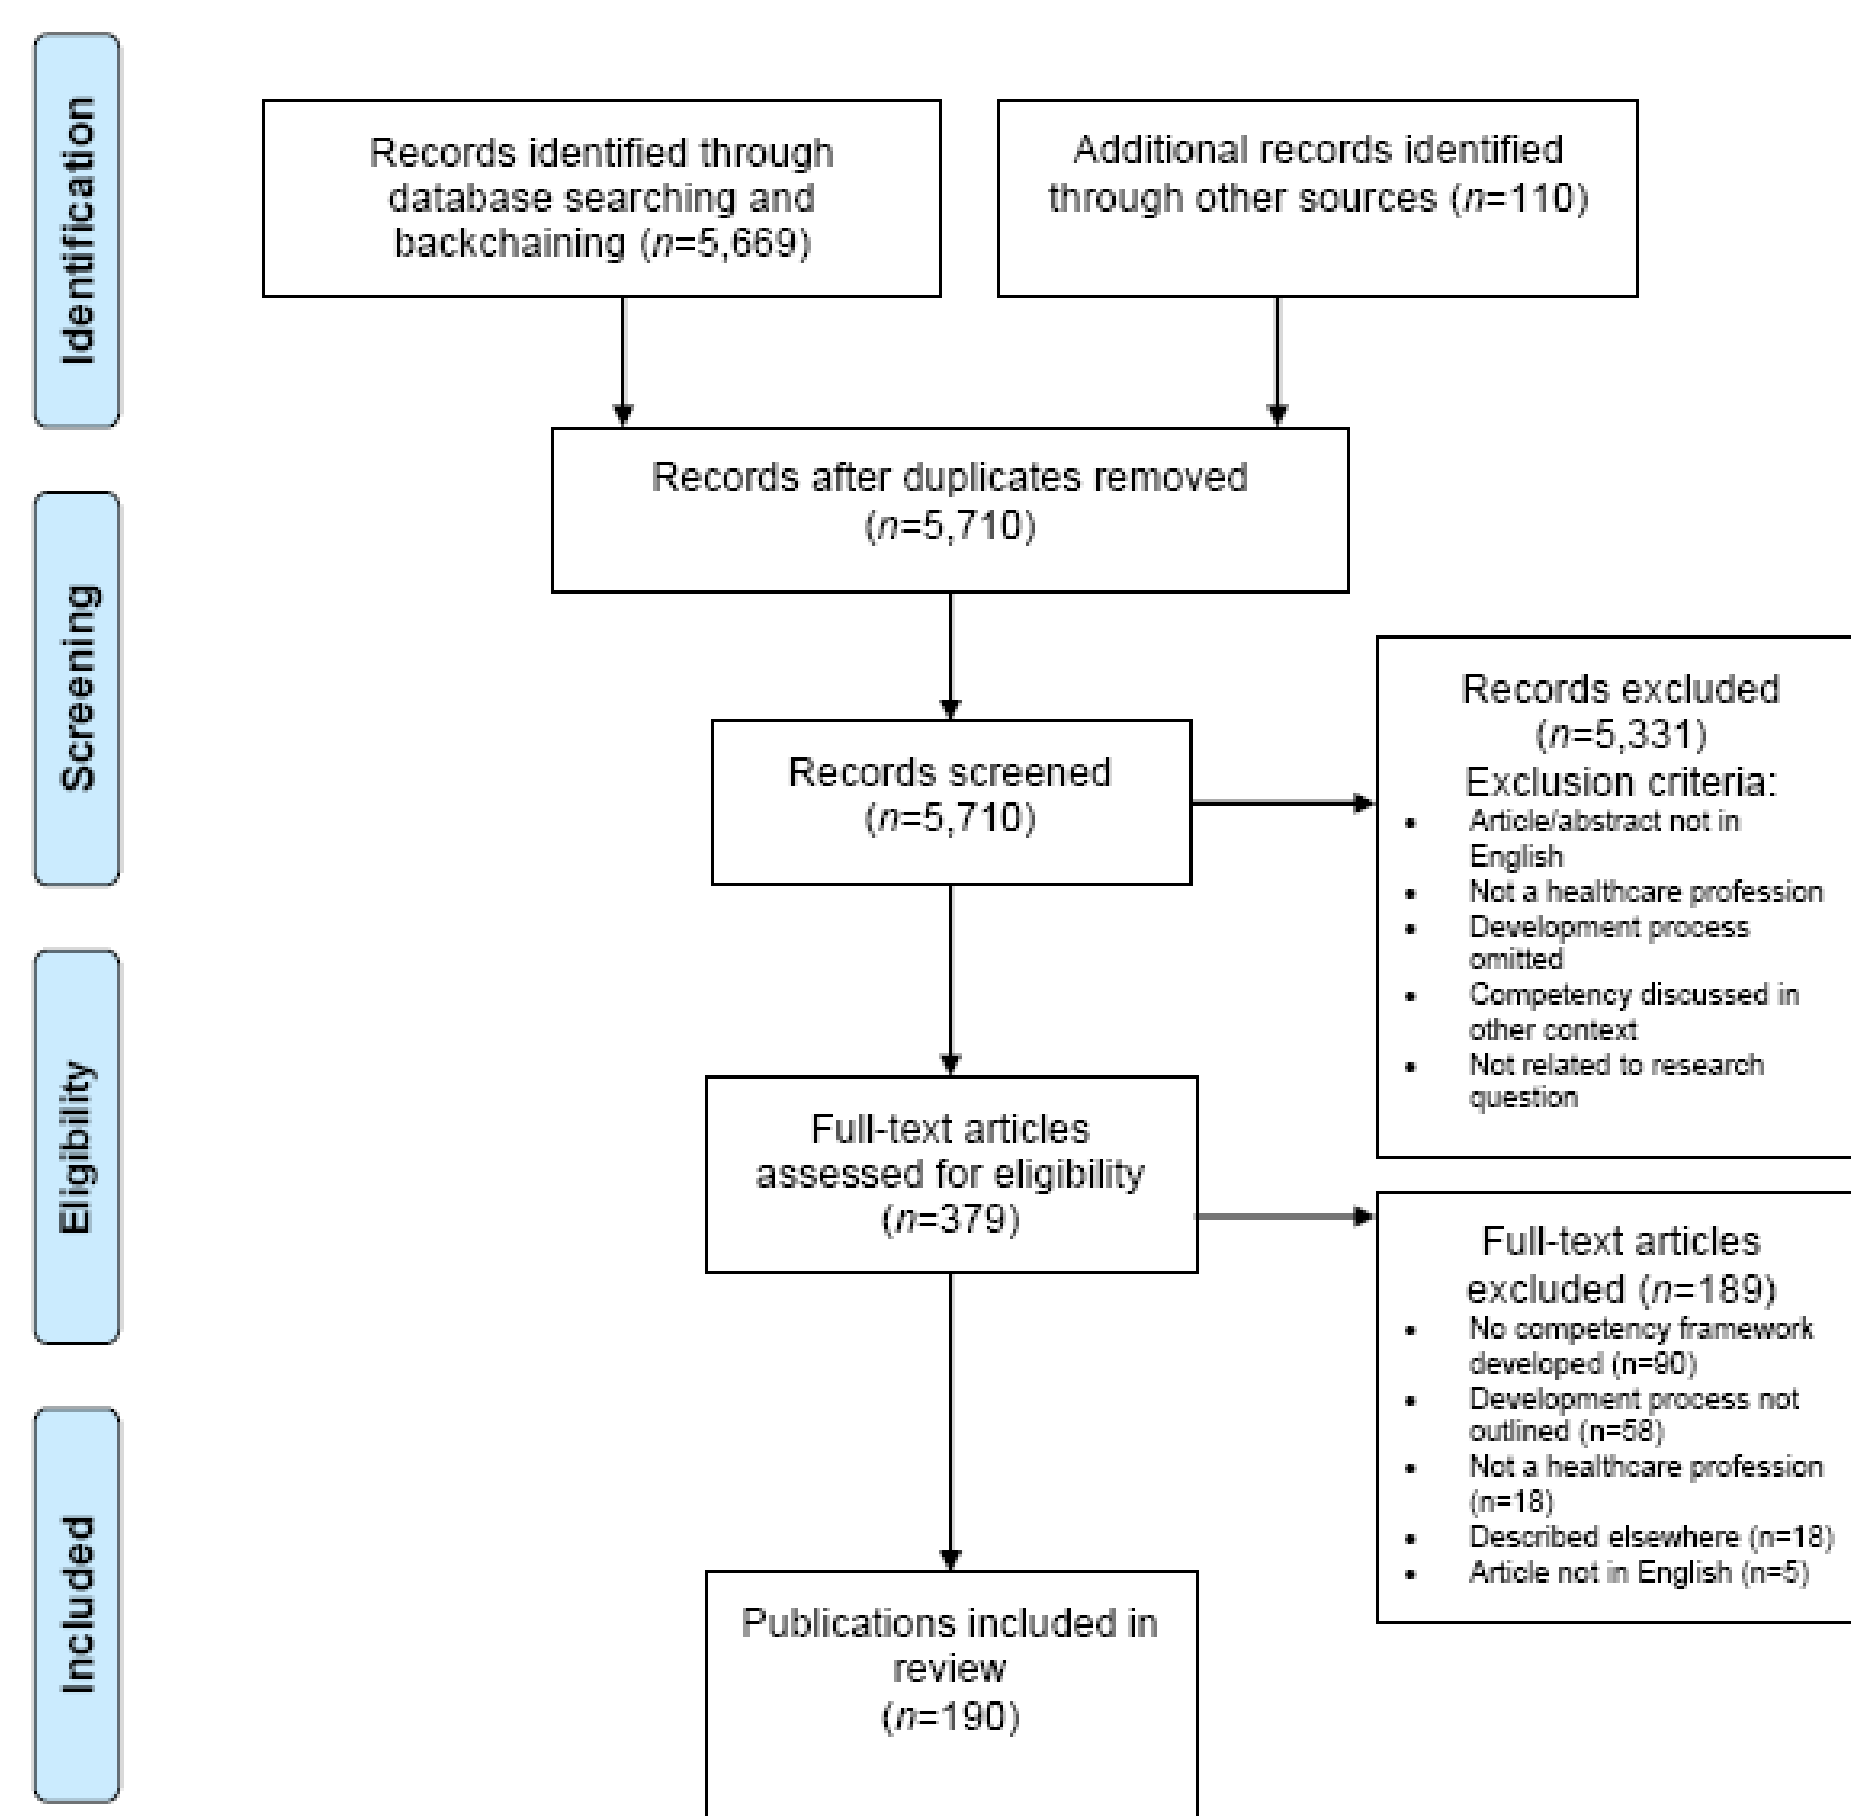 Identification
Records identified through
database searching and
backchaining (n=5,669)
Additional records identified
through other sources (n=110)
Records after duplicates removed
(n=5,710)
Screening
Records screened
(n=5,710)
Records excluded
(n=5,331)
Exclusion criteria:
• Article/abstract not in
English
• Not a healthcare profession
• Development process
omitted
• Competency discussed in
other context
• Not related to research
question
Eligibility
Full-text articles
assessed for eligibility
(n=379)
Full-text articles
excluded (n=189)
• No competency framework
developed (n=90)
• Development process not
outlined (n=58)
• Not a healthcare profession
(n=18)
• Described elsewhere (n=18)
• Article not in English (n=5)
Included
Publications included in
review
(n=190)